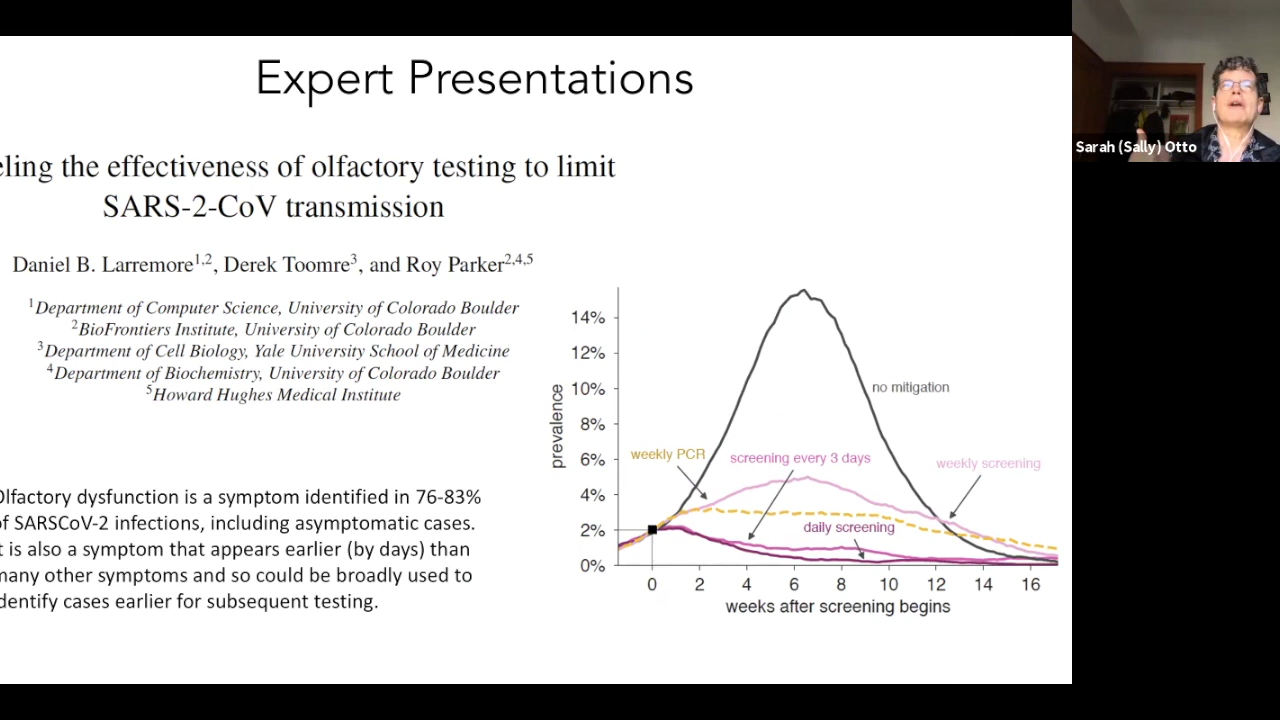 Expert Presentations
Sarah (Sally) Otto
eling the effectiveness of olfactory testing to limit
SARS-2-CoV transmission
Daniel B. Larremore1,2, Derek Toomre3, and Roy Parker2,4,5
1Department of Computer Science, University of Colorado Boulder
2BioFrontiers Institute, University of Colorado Boulder
3Department of Cell Biology, Yale University School of Medicine
4Department of Biochemistry, University of Colorado Boulder
5Howard Hughes Medical Institute
Olfactory dysfunction is a symptom identified in 76-83%
of SARSCoV-2 infections, including asymptomatic cases.
t is also a symptom that appears earlier (by days) than
many other symptoms and so could be broadly used to
dentify cases earlier for subsequent testing.
prevalence
14%
12%
10%
8%
6%
4%
2%
0%
no mitigation
weekly PCR
screening every 3 days
weekly screening
daily screening
0 2 4 6 8 10 12 14 16
weeks after screening begins